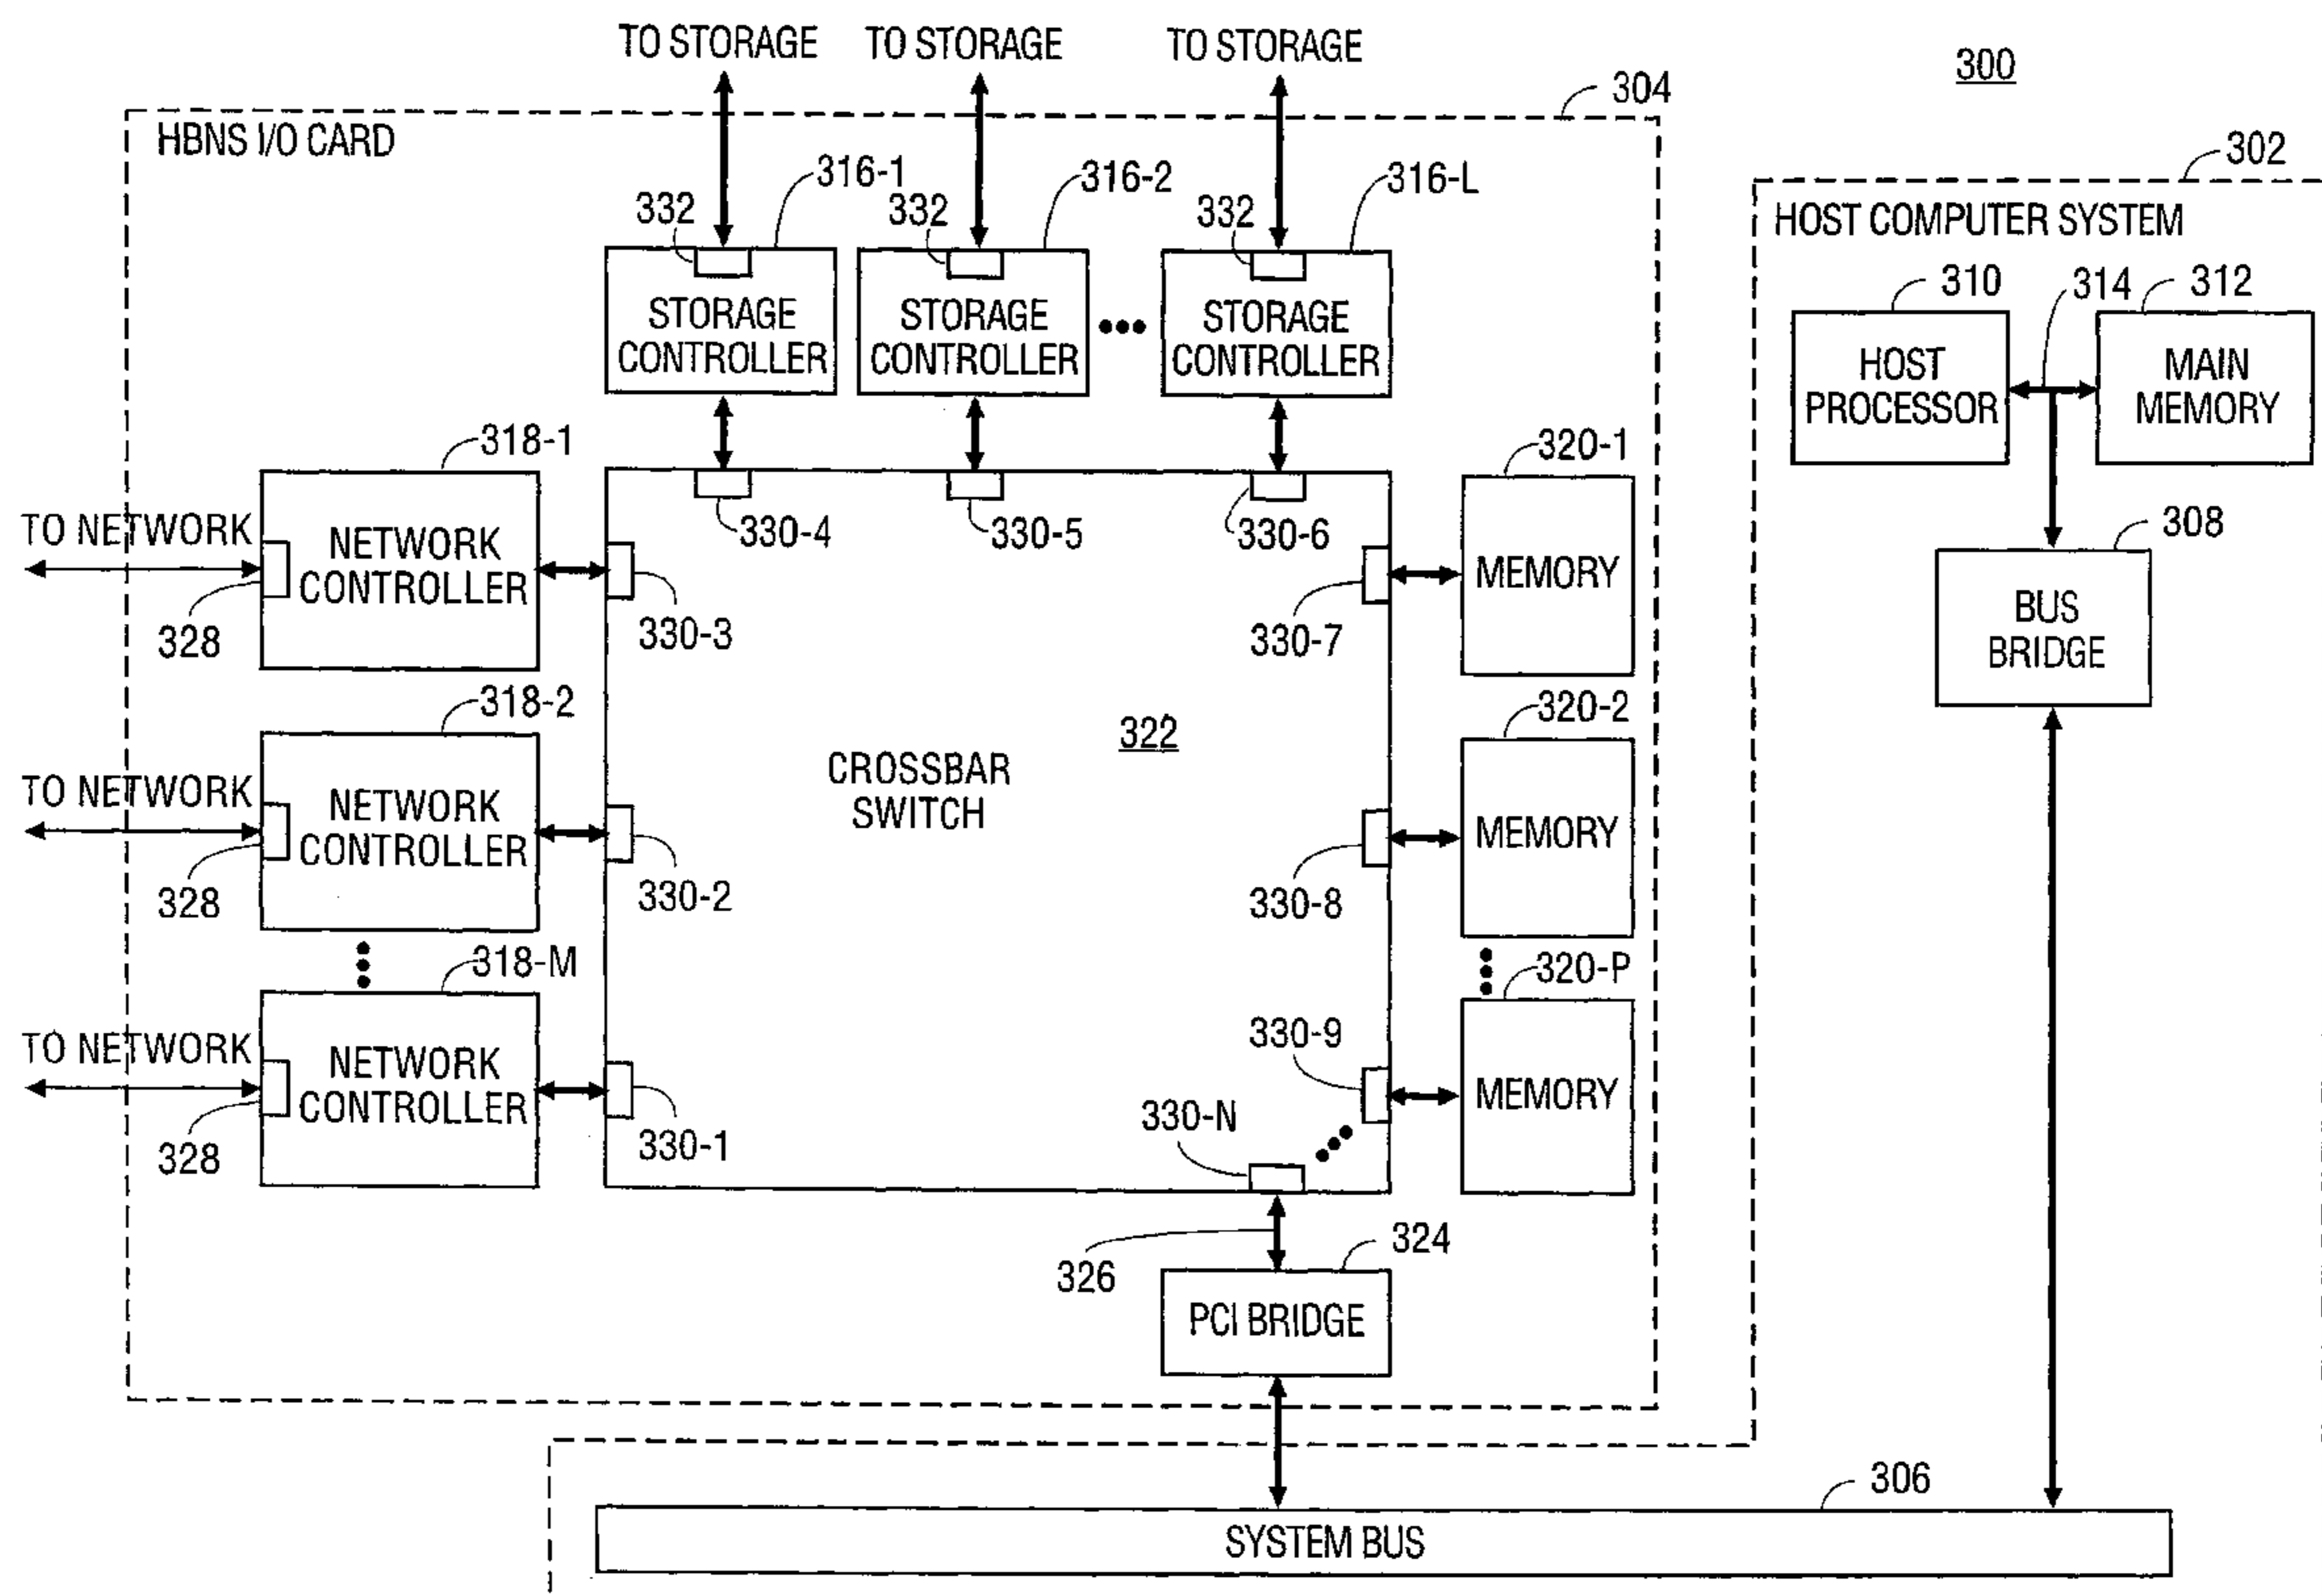 TO STORAGE
TO STORAGE
TO STORAGE
300
304
HBNS I/O CARD
302
HOST COMPUTER SYSTEM
316-1
316-2
316-L
332
332
332
STORAGE
CONTROLLER
STORAGE
CONTROLLER
STORAGE
CONTROLLER
310
314
312
HOST
PROCESSOR
MAIN
MEMORY
318-1
320-1
TO NETWORK
NETWORK
CONTROLLER
328
330-3
330-4
330-5
330-6
330-7
MEMORY
308
BUS
BRIDGE
318-2
320-2
322
CROSSBAR
SWITCH
TO NETWORK
NETWORK
CONTROLLER
328
330-2
330-8
MEMORY
318-M
320-P
TO NETWORK
NETWORK
CONTROLLER
328
330-1
330-9
330-N
MEMORY
326
324
PCI BRIDGE
306
SYSTEM BUS